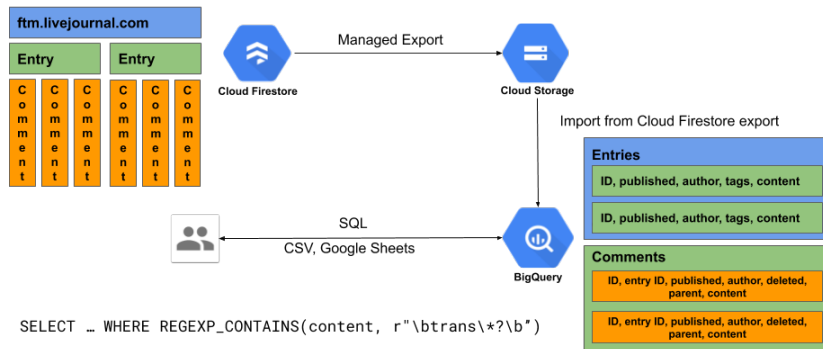 ftm.livejournal.com
Entry
Entry
Comment
Comment
Comment
Comment
Comment
Comment
Cloud Firestore
Managed Export
Cloud Storage
Import from Cloud Firestore export
Entries
ID, published, author, tags, content
ID, published, author, tags, content
SQL
CSV, Google Sheets
BigQuery
Comments
ID, entry ID, published, author, deleted,
parent, content
ID, entry ID, published, author, deleted,
parent, content
SELECT … WHERE REGEXP_CONTAINS(content, r"\btrans\*?\b”)